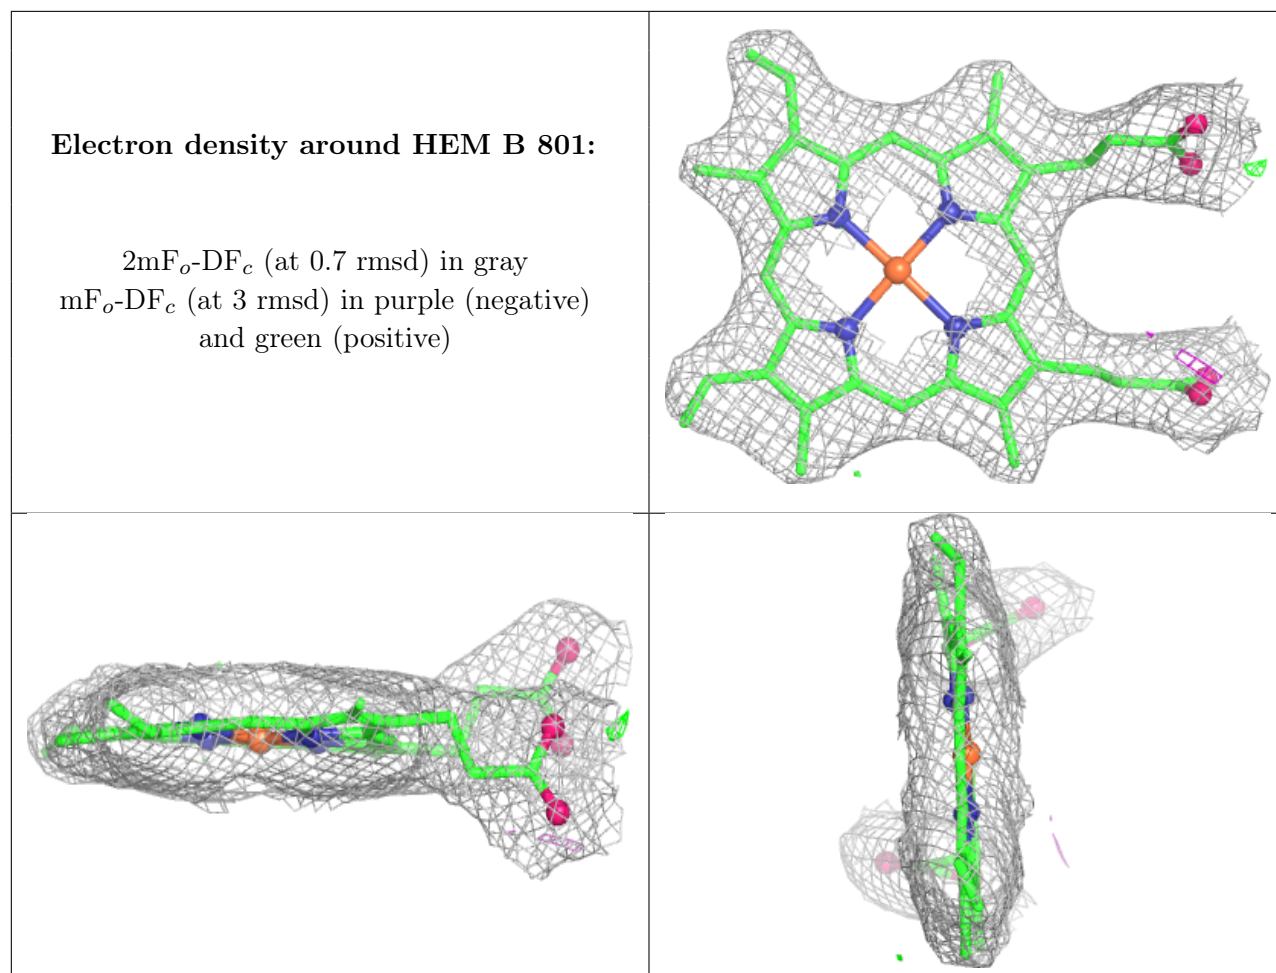 Electron density around HEM B 801:
2mFₒ-DF𝒸 (at 0.7 rmsd) in gray
mFₒ-DF𝒸 (at 3 rmsd) in purple (negative)
and green (positive)